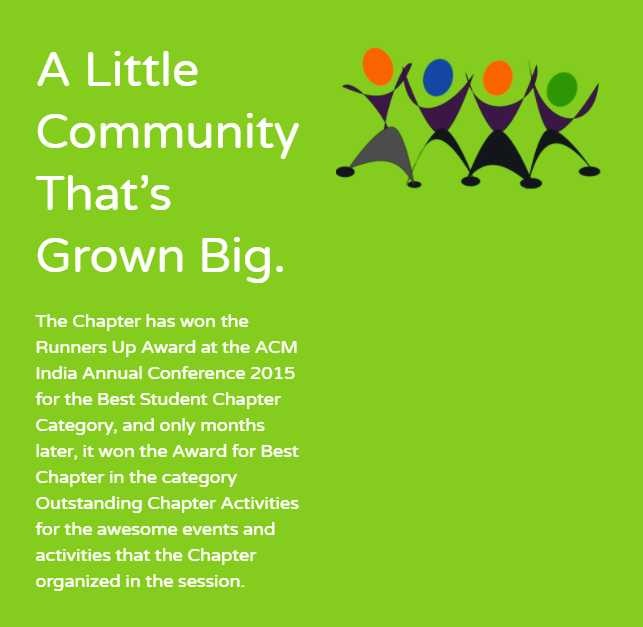 A Little
Community
That's
Grown Big.
The Chapter has won the
Runners Up Award at the ACM
India Annual Conference 2015
for the Best Student Chapter
Category, and only months
later, it won the Award for Best
Chapter in the category
Outstanding Chapter Activities
for the awesome events and
activities that the Chapter
organized in the session.